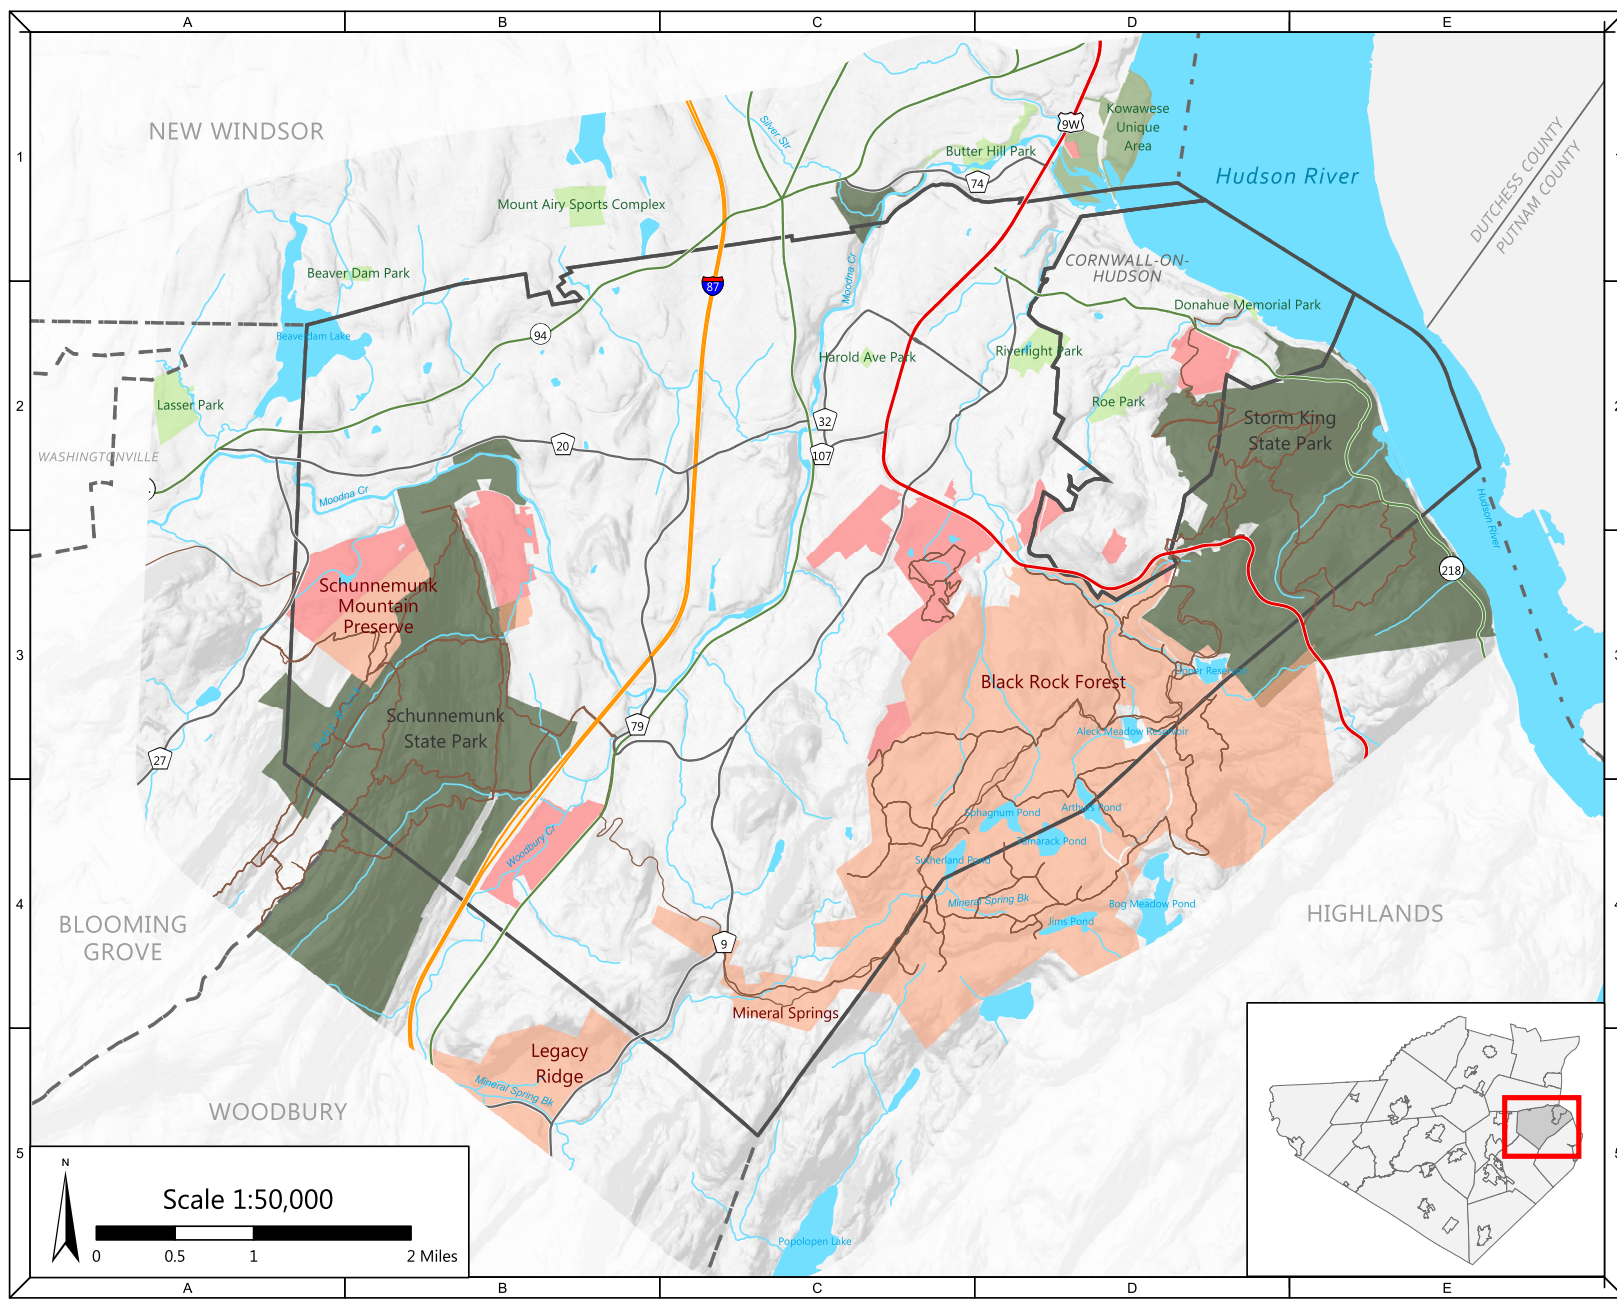 A B C D E
NEW WINDSOR
Silver Str
9W
Kowawese
Unique
Area
1
Butter Hill Park
74
Hudson River
DUTCHESS COUNTY
PUTNAM COUNTY
Mount Airy Sports Complex
Moodna Cr
CORNWALL-ON-
HUDSON
Beaver Dam Park
87
Donahue Memorial Park
94
Beaverdam Lake
Harold Ave Park
Riverlight Park
Lasser Park
Roe Park
2
32
Storm King
State Park
20
107
WASHINGTONVILLE
Moodna Cr
Hudson River
218
Schunnemunk
Mountain
Preserve
3
Upper Reservoir
Black Rock Forest
Schunnemunk
State Park
79
Aleck Meadow Reservoir
27
Sphagnum Pond
Arthurs Pond
Tamarack Pond
Woodbury Cr
Sutherland Pond
4
Mineral Spring Bk
Bog Meadow Pond
HIGHLANDS
BLOOMING
GROVE
Jims Pond
9
Mineral Springs
Legacy
Ridge
Mineral Spring Bk
WOODBURY
5
N
Scale 1:50,000
0 0.5 1 2 Miles
Popolopen Lake
A B C D E